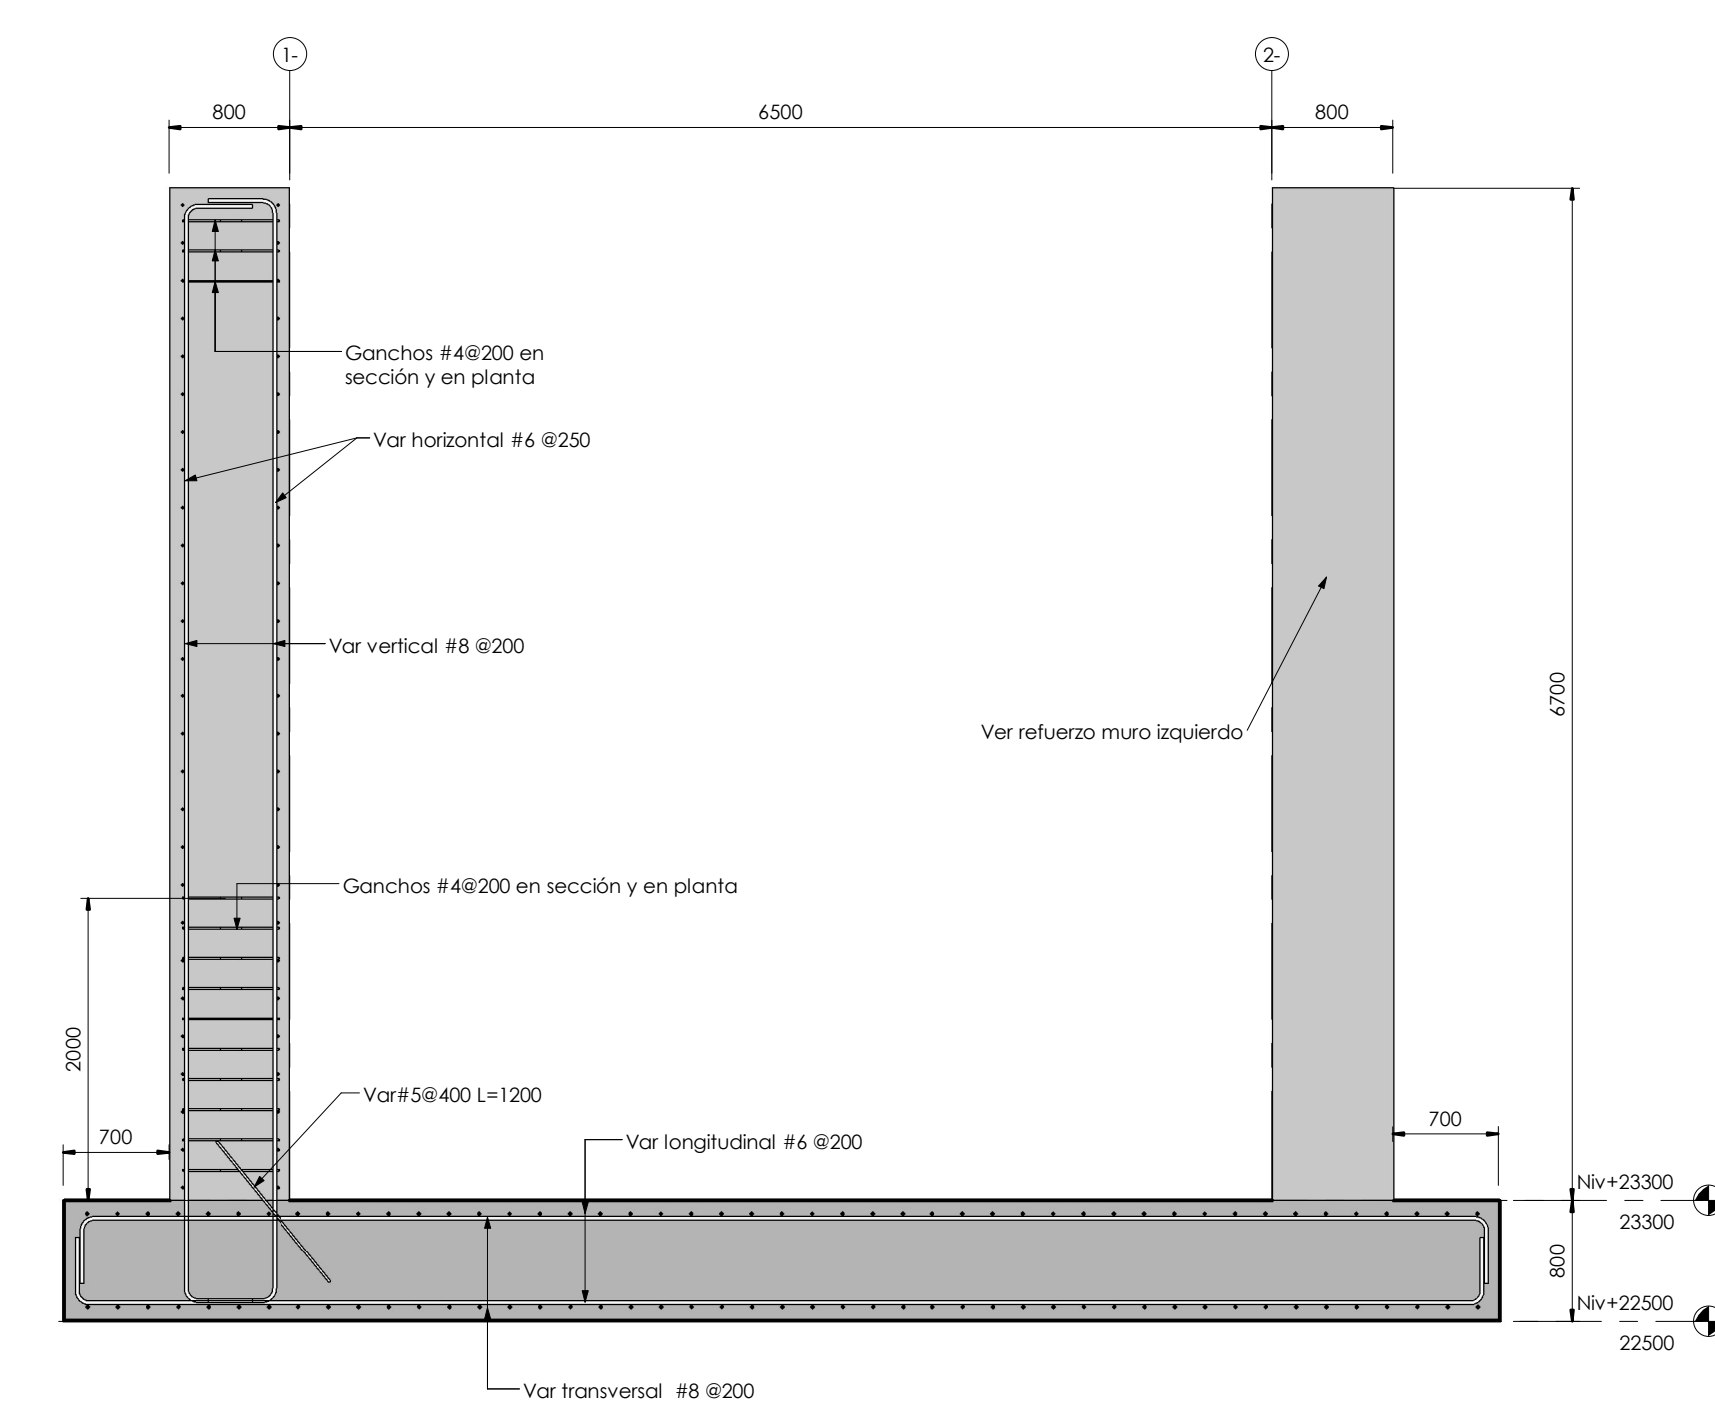 1-
2-
800
6500
800
Ganchos #4@200 en
sección y en planta
Var horizontal #6 @250
Var vertical #8 @200
6700
Ver refuerzo muro izquierdo
Ganchos #4@200 en sección y en planta
2000
Var#5@400 L=1200
700
700
Var longitudinal #6 @200
Niv+23300
23300
800
Niv+22500
22500
Var transversal #8 @200